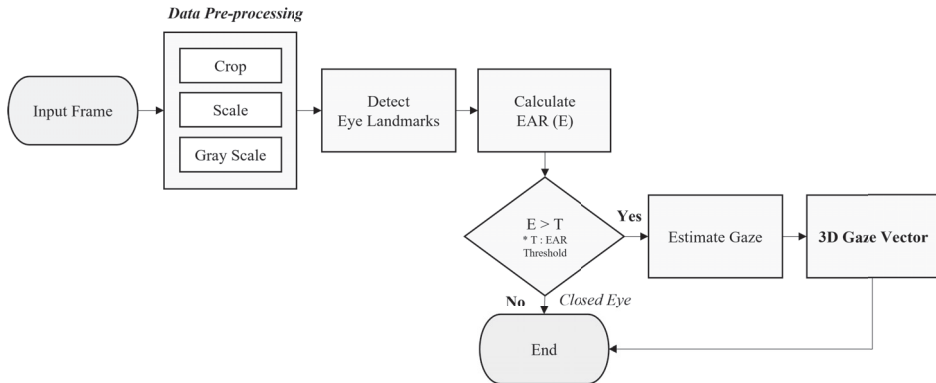 Data Pre-processing
Crop
Input Frame
Scale
Gray Scale
Detect
Eye Landmarks
Calculate
EAR (E)
E > T
* T : EAR
Threshold
Yes
Estimate Gaze
3D Gaze Vector
No
Closed Eye
End